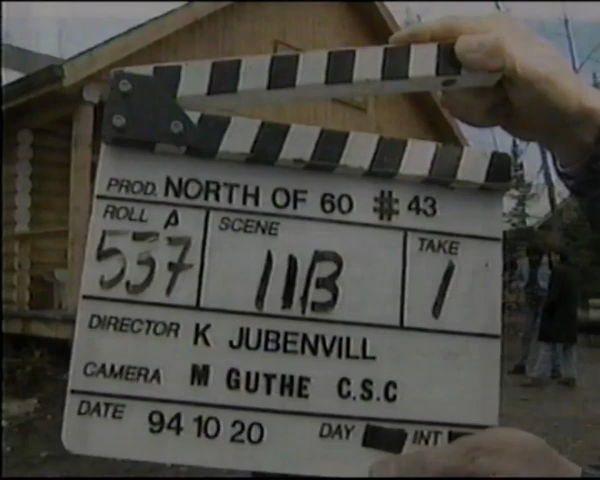 PROD. NORTH OF 60 # 43
ROLL A SCENE TAKE
537 11B 1
DIRECTOR K JUBENVILL
CAMERA M GUTHE C.S.C
DATE 94 10 20 DAY INT